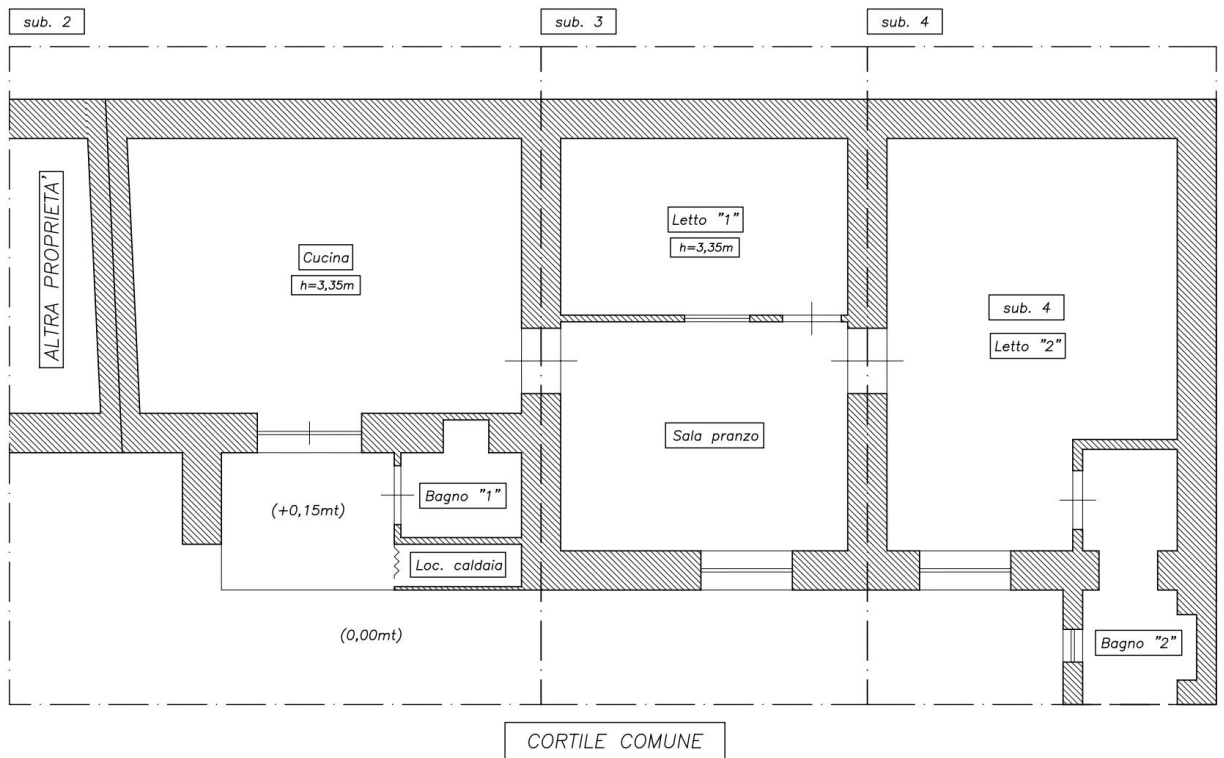 sub. 2
sub. 3
sub. 4
ALTRA PROPRIETA'
Cucina
h=3,35m
Letto "1"
h=3,35m
sub. 4
Letto "2"
Sala pranzo
(+0,15mt)
Bagno "1"
Loc. caldaia
(0,00mt)
Bagno "2"
CORTILE COMUNE